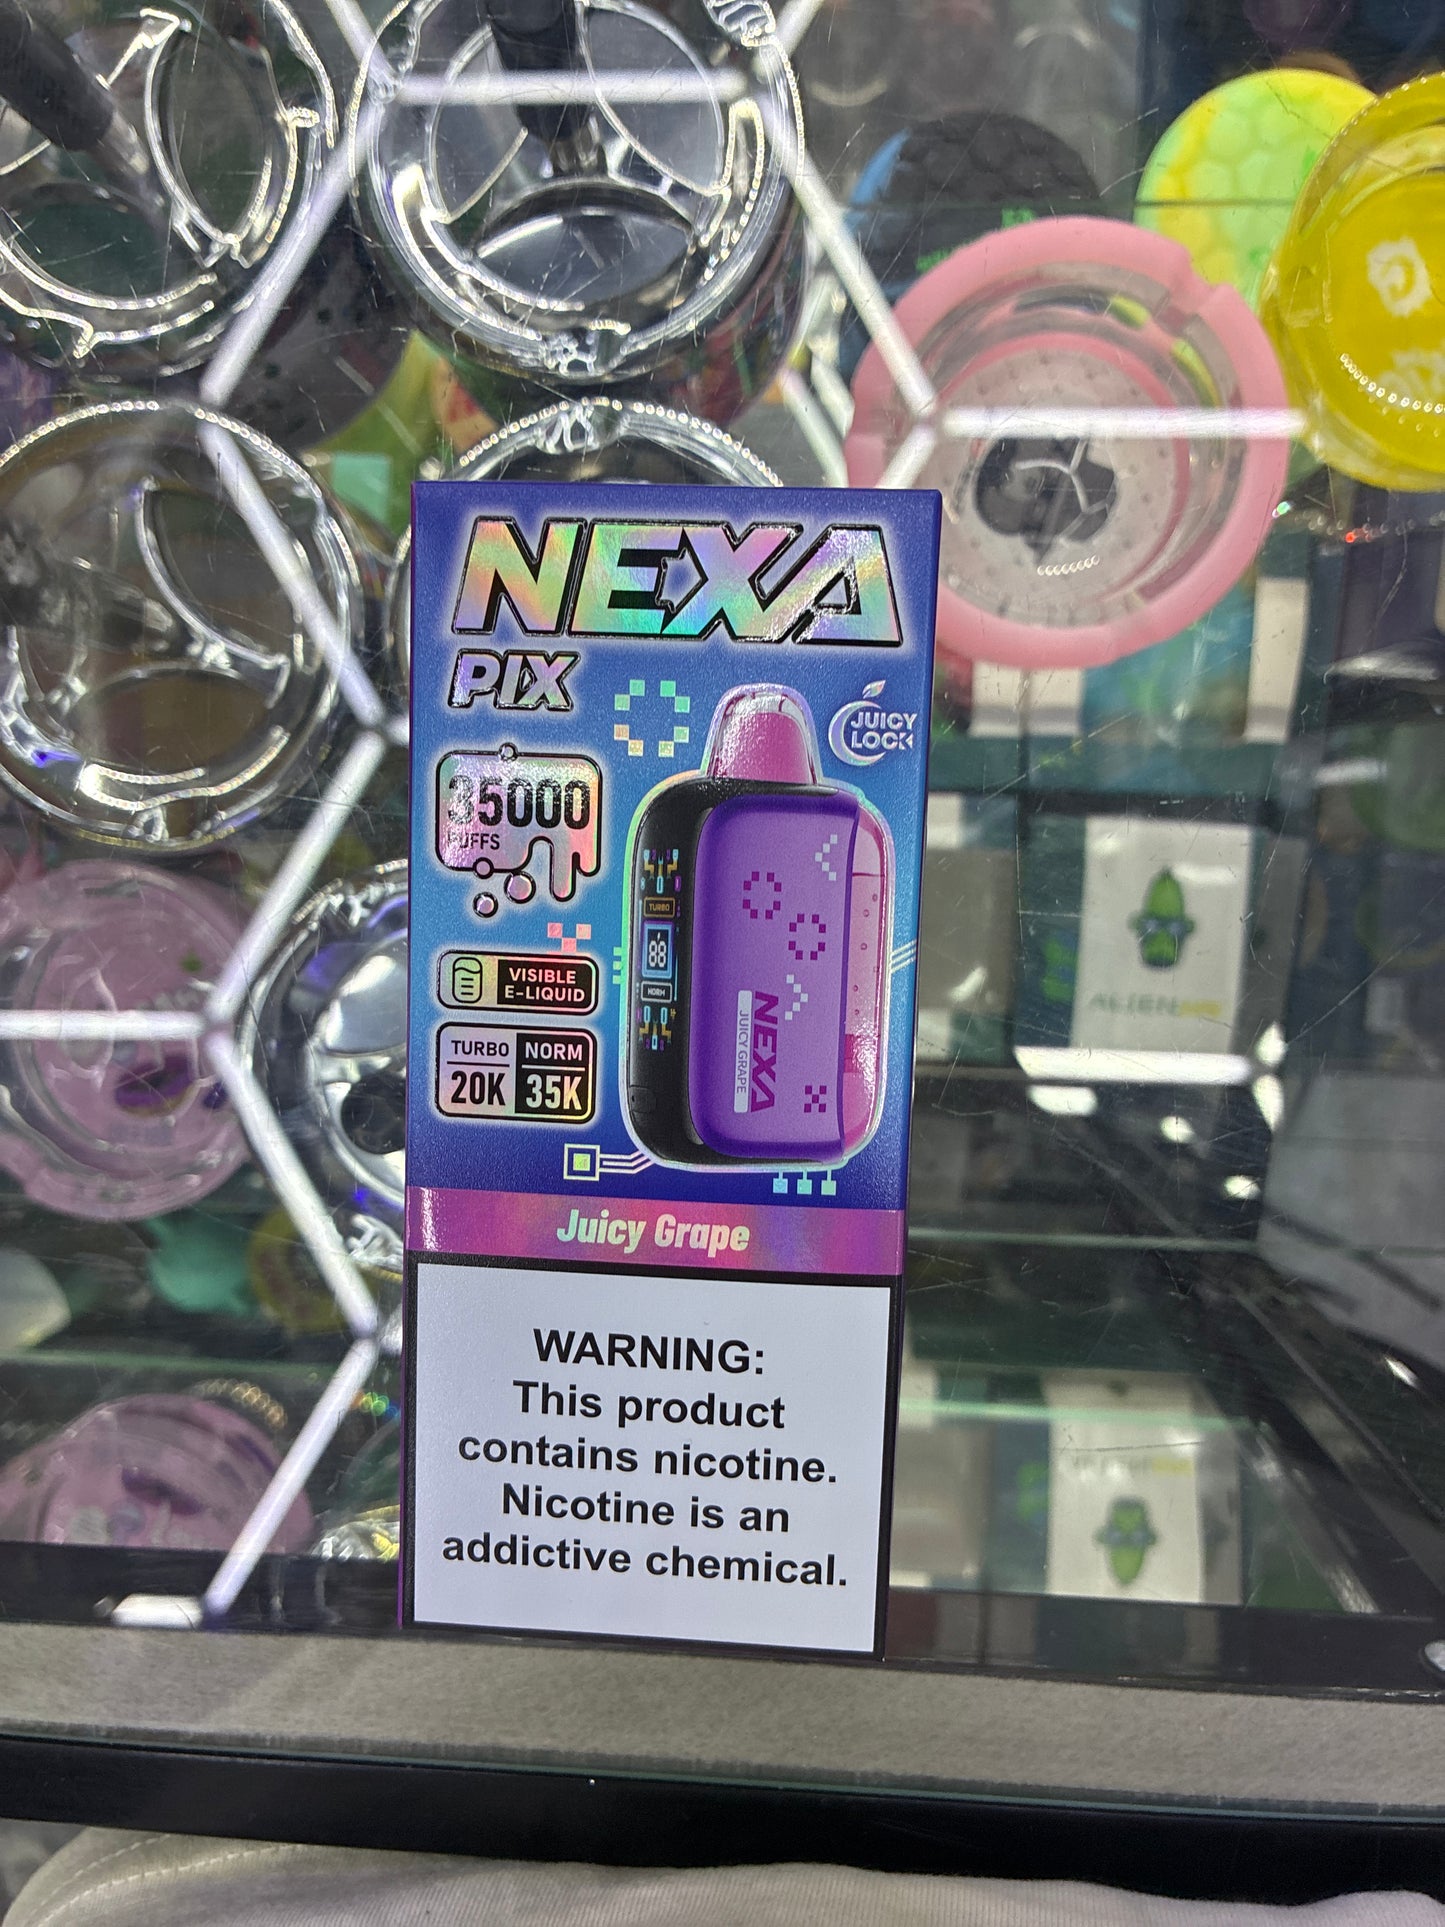 NEXA
PIX
JUICY
LOCK
35000
PUFFS
TURBO
88
NORM
VISIBLE
E-LIQUID
TURBO
20K
NORM
35K
NEXA
JUICY GRAPE
Juicy Grape
WARNING:
This product
contains nicotine.
Nicotine is an
addictive chemical.